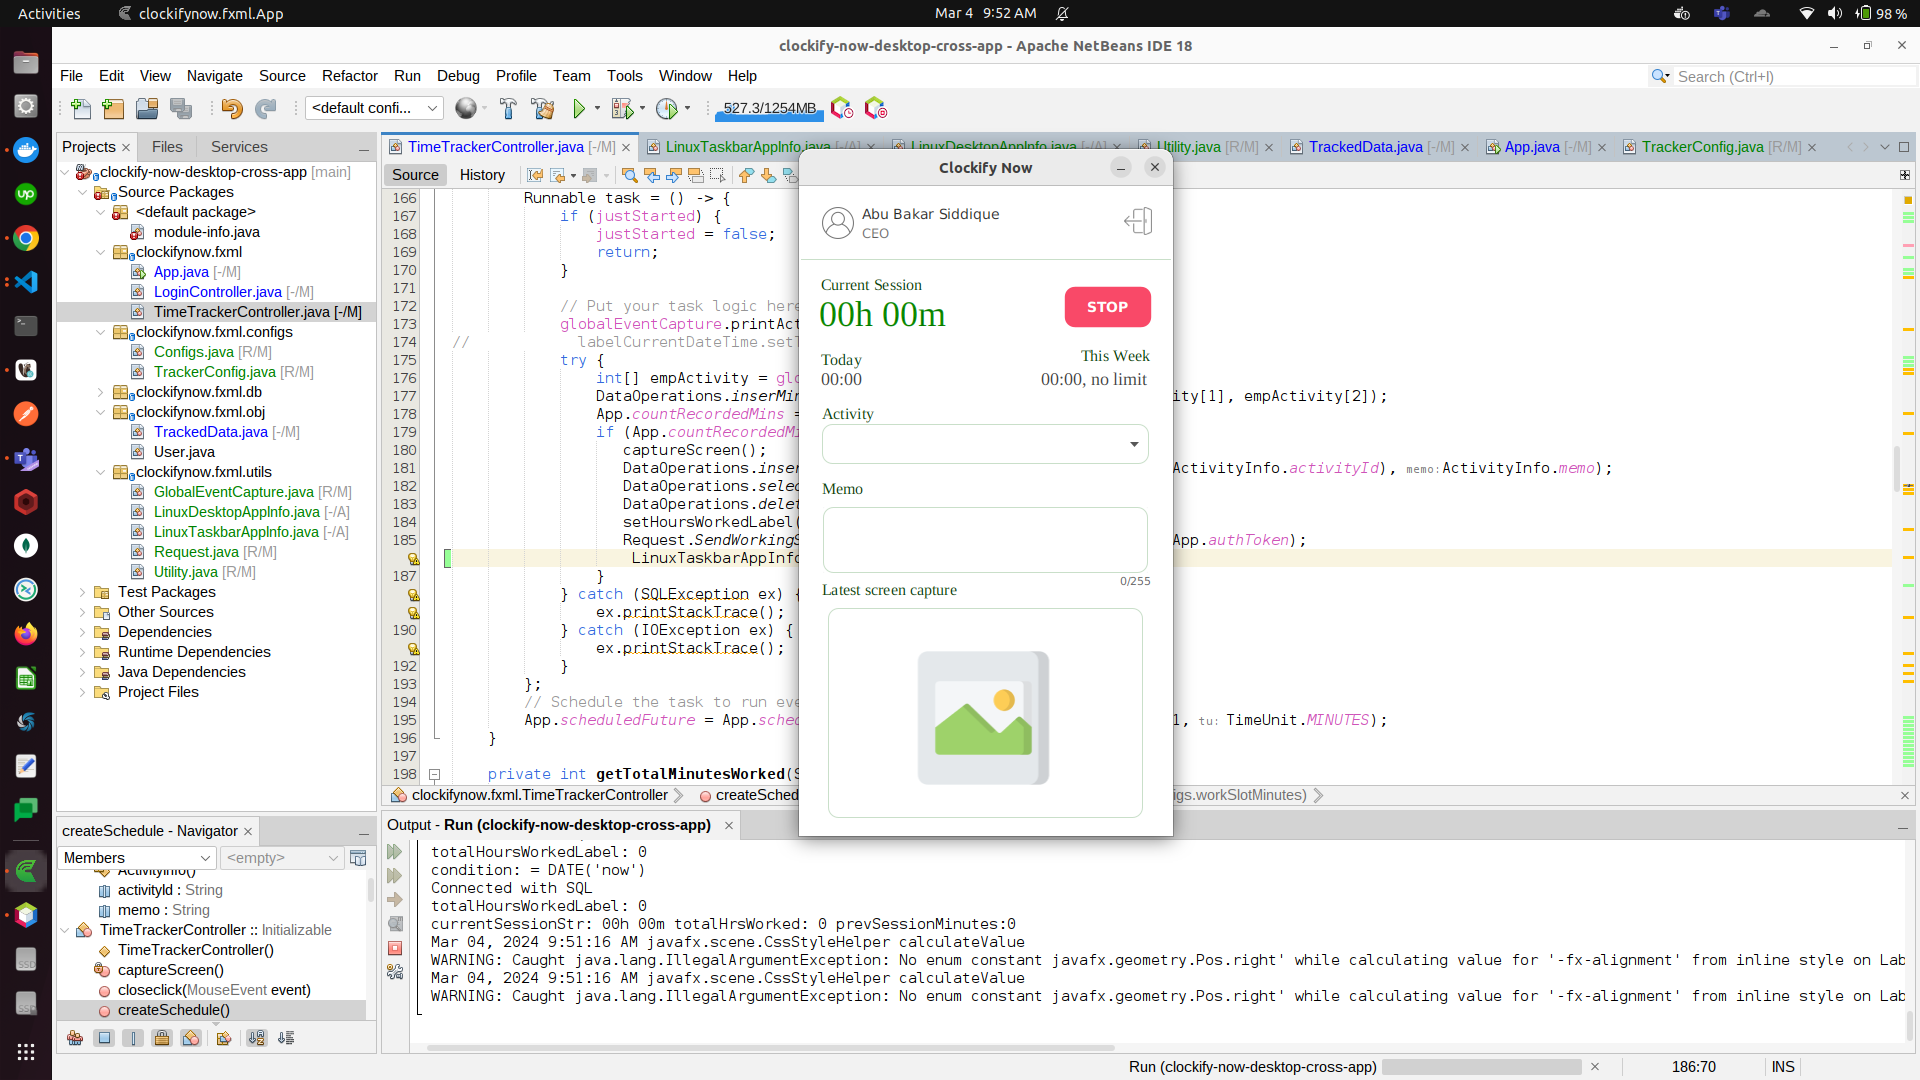 Activities
clockifynow.fxml.App
Mar 4 9:52 AM
98 %
clockify-now-desktop-cross-app - Apache NetBeans IDE 18
File Edit View Navigate Source Refactor Run Debug Profile Team Tools Window Help
Search (Ctrl+I)
<default confi...
527.3/1254MB
Projects
Files
Services
clockify-now-desktop-cross-app [main]
Source Packages
<default package>
module-info.java
clockifynow.fxml
App.java [-/M]
LoginController.java [-/M]
TimeTrackerController.java [-/M]
clockifynow.fxml.configs
Configs.java [R/M]
TrackerConfig.java [R/M]
clockifynow.fxml.db
clockifynow.fxml.obj
TrackedData.java [-/M]
User.java
clockifynow.fxml.utils
GlobalEventCapture.java [R/M]
LinuxDesktopAppInfo.java [-/A]
LinuxTaskbarAppInfo.java [-/A]
Request.java [R/M]
Utility.java [R/M]
Test Packages
Other Sources
Dependencies
Runtime Dependencies
Java Dependencies
Project Files
createSchedule - Navigator
Members
<empty>
ActivityInfo()
activityId : String
memo : String
TimeTrackerController :: Initializable
TimeTrackerController()
captureScreen()
closeclick(MouseEvent event)
createSchedule()
TimeTrackerController.java [-/M]
LinuxTaskbarAppInfo.java [-/A]
LinuxDesktopAppInfo.java [-/A]
Utility.java [R/M]
TrackedData.java [-/M]
App.java [-/M]
TrackerConfig.java [R/M]
Source
History
166 Runnable task = () -> {
167 if (justStarted) {
168 justStarted = false;
169 return;
170 }
171
172 // Put your task logic here
173 globalEventCapture.printAct
174 // labelCurrentDateTime.setT
175 try {
176 int[] empActivity = glo
177 DataOperations.inserMin ity[1], empActivity[2]);
178 App.countRecordedMins =
179 if (App.countRecordedMi
180 captureScreen();
181 DataOperations.inser ActivityInfo.activityId), memo:ActivityInfo.memo);
182 DataOperations.selec
183 DataOperations.delet
184 setHoursWorkedLabel(
185 Request.SendWorkingS App.authToken);
LinuxTaskbarAppInfo
187 }
} catch (SQLException ex) {
ex.printStackTrace();
190 } catch (IOException ex) {
ex.printStackTrace();
192 }
193 };
194 // Schedule the task to run eve
195 App.scheduledFuture = App.sched 1, tu: TimeUnit.MINUTES);
196 }
197
198 private int getTotalMinutesWorked(S
clockifynow.fxml.TimeTrackerController
createSched
igs.workSlotMinutes)
Clockify Now
Abu Bakar Siddique
CEO
Current Session
00h 00m
STOP
Today
00:00
This Week
00:00, no limit
Activity
Memo
0/255
Latest screen capture
Output - Run (clockify-now-desktop-cross-app)
totalHoursWorkedLabel: 0
condition: = DATE('now')
Connected with SQL
totalHoursWorkedLabel: 0
currentSessionStr: 00h 00m totalHrsWorked: 0 prevSessionMinutes:0
Mar 04, 2024 9:51:16 AM javafx.scene.CssStyleHelper calculateValue
WARNING: Caught java.lang.IllegalArgumentException: No enum constant javafx.geometry.Pos.right' while calculating value for '-fx-alignment' from inline style on Lab
Mar 04, 2024 9:51:16 AM javafx.scene.CssStyleHelper calculateValue
WARNING: Caught java.lang.IllegalArgumentException: No enum constant javafx.geometry.Pos.right' while calculating value for '-fx-alignment' from inline style on Lab
Run (clockify-now-desktop-cross-app)
186:70
INS